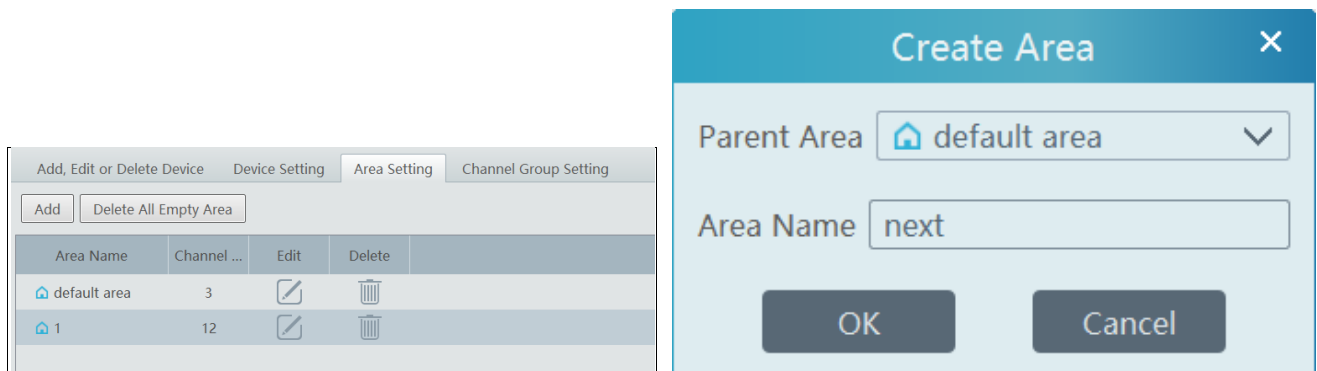 Add, Edit or Delete Device Device Setting Area Setting Channel Group Setting
Add Delete All Empty Area
Area Name Channel ... Edit Delete
default area 3
1 12
Create Area
Parent Area default area
Area Name next
OK Cancel